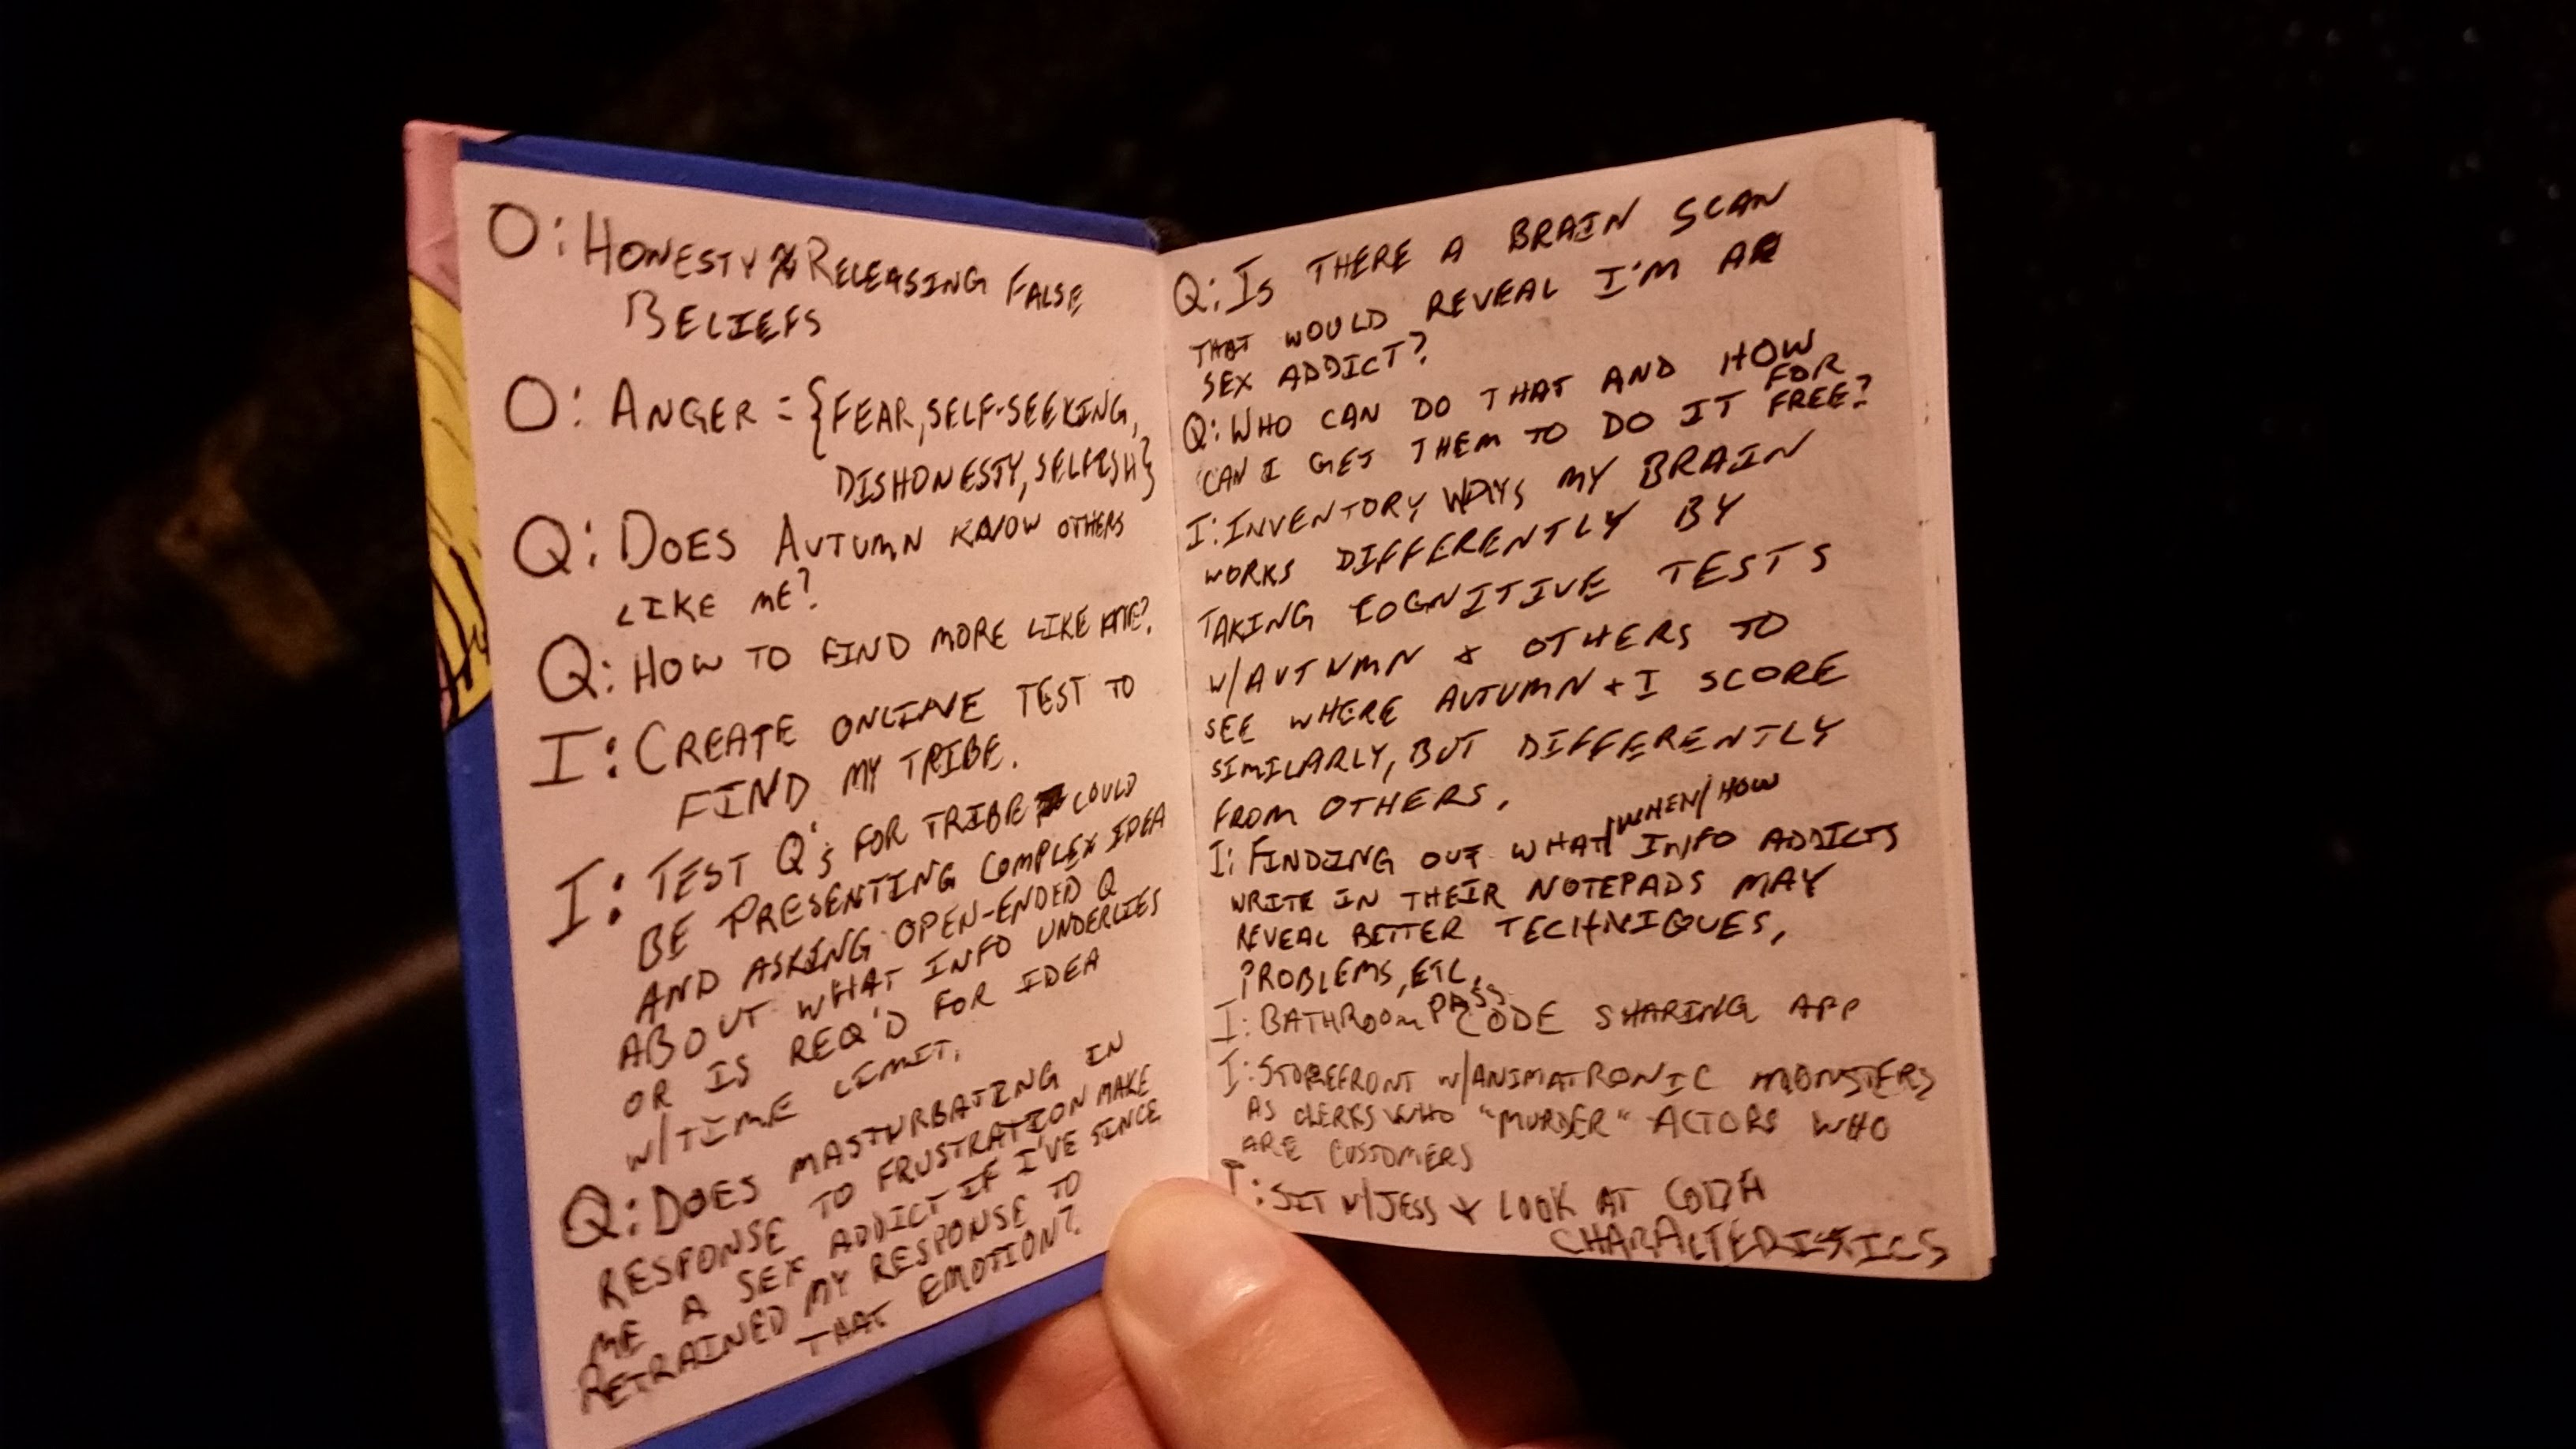 O: HONESTY ≈ RELEASING FALSE
BELIEFS
O: ANGER = {FEAR, SELF-SEEKING,
DISHONESTY, SELFISH}
Q: DOES AUTUMN KNOW OTHERS
LIKE ME?
Q: HOW TO FIND MORE LIKE ME?
I: CREATE ONLINE TEST TO
FIND MY TRIBE.
I: TEST Q'S FOR TRIBE COULD
BE PRESENTING COMPLEX IDEA
AND ASKING OPEN-ENDED Q
ABOUT WHAT INFO UNDERLIES
OR IS REQ'D FOR IDEA
W/TIME LIMIT.
Q: DOES MASTURBATING IN
RESPONSE TO FRUSTRATION MAKE
ME A SEX ADDICT IF I'VE SINCE
RETRAINED MY RESPONSE TO
THAT EMOTION?
Q: IS THERE A BRAIN SCAN
THAT WOULD REVEAL I'M A
SEX ADDICT?
Q: WHO CAN DO THAT AND HOW
CAN I GET THEM TO DO IT FOR FREE?
I: INVENTORY WAYS MY BRAIN
WORKS DIFFERENTLY BY
TAKING COGNITIVE TESTS
W/AUTUMN + OTHERS TO
SEE WHERE AUTUMN + I SCORE
SIMILARLY, BUT DIFFERENTLY
FROM OTHERS.
I: FINDING OUT WHAT/WHEN/HOW INFO ADDICTS
WRITE IN THEIR NOTEPADS MAY
REVEAL BETTER TECHNIQUES,
PROBLEMS, ETC.
I: BATHROOM PASSCODE SHARING APP
I: STOREFRONT W/ANIMATRONIC MONSTERS
AS CLERKS WHO "MURDER" ACTORS WHO
ARE CUSTOMERS
T: SIT W/JESS + LOOK AT CODA
CHARACTERISTICS